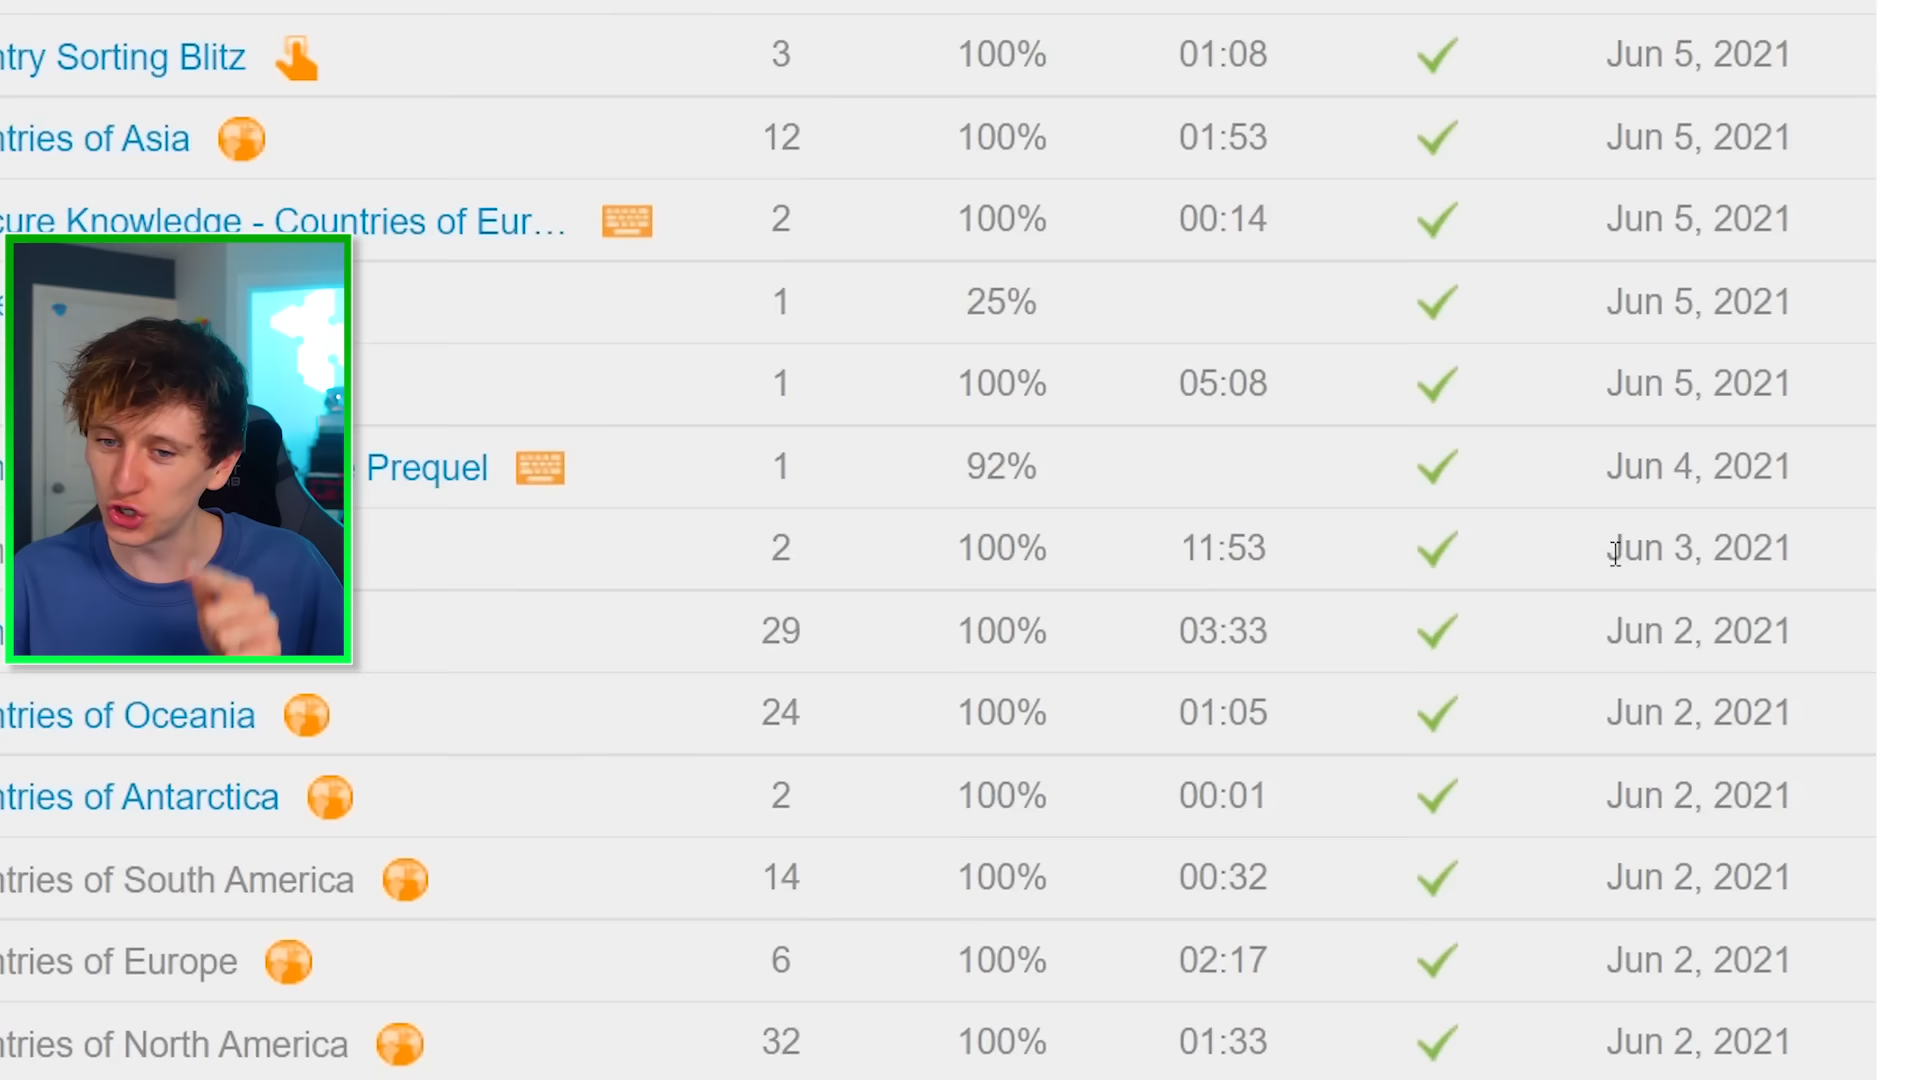 ntry Sorting Blitz 3 100% 01:08 Jun 5, 2021
ntries of Asia 12 100% 01:53 Jun 5, 2021
cure Knowledge - Countries of Eur... 2 100% 00:14 Jun 5, 2021
1 25% Jun 5, 2021
1 100% 05:08 Jun 5, 2021
Prequel 1 92% Jun 4, 2021
2 100% 11:53 Jun 3, 2021
29 100% 03:33 Jun 2, 2021
ntries of Oceania 24 100% 01:05 Jun 2, 2021
ntries of Antarctica 2 100% 00:01 Jun 2, 2021
ntries of South America 14 100% 00:32 Jun 2, 2021
ntries of Europe 6 100% 02:17 Jun 2, 2021
ntries of North America 32 100% 01:33 Jun 2, 2021